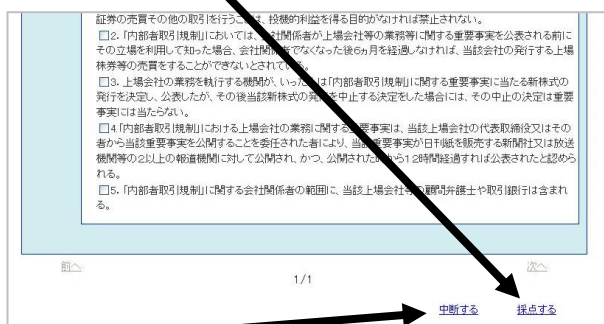 証券の売買その他の取引を行うことは、投機的利益を得る目的がなければ禁止されない。
□2.「内部者取引規制」においては、会社関係者が上場会社等の業務等に関する重要事実を公表される前に
その立場を利用して知った場合、会社関係者でなくなった後6ヵ月を経過しなければ、当該会社の発行する上場
株券等の売買をすることができないとされている。
□3. 上場会社の業務を執行する機関が、いったんは「内部者取引規制」に関する重要事実に当たる新株式の
発行を決定し、公表したが、その後当該新株式の発行を中止する決定をした場合には、その中止の決定は重要
事実には当たらない。
□4.「内部者取引規制」における上場会社の業務に関する重要事実は、当該上場会社の代表取締役又はその
者から当該重要事実を公開することを委任された者により、当該重要事実が日刊紙を販売する新聞社又は放送
機関等の2以上の報道機関に対して公開され、かつ、公開された時から12時間経過すれば公表されたと認めら
れる。
□5.「内部者取引規制」に関する会社関係者の範囲に、当該上場会社等の顧問弁護士や取引銀行は含まれ
る。
前へ 次へ
1/1
中断する 採点する